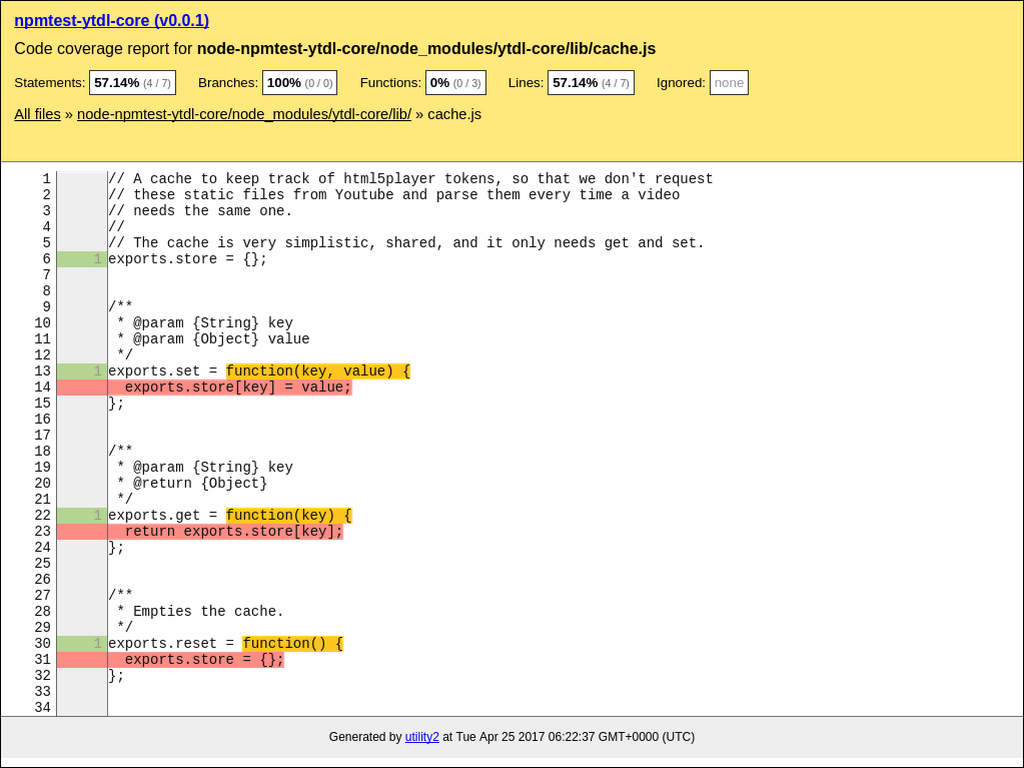 npmtest-ytdl-core (v0.0.1)
Code coverage report for node-npmtest-ytdl-core/node_modules/ytdl-core/lib/cache.js
Statements: 57.14% (4 / 7) Branches: 100% (0 / 0) Functions: 0% (0 / 3) Lines: 57.14% (4 / 7) Ignored: none
All files » node-npmtest-ytdl-core/node_modules/ytdl-core/lib/ » cache.js
1 // A cache to keep track of html5player tokens, so that we don't request
2 // these static files from Youtube and parse them every time a video
3 // needs the same one.
4 //
5 // The cache is very simplistic, shared, and it only needs get and set.
6 1 exports.store = {};
7
8
9 /**
10  * @param {String} key
11  * @param {Object} value
12  */
13 1 exports.set = function(key, value) {
14   exports.store[key] = value;
15 };
16
17
18 /**
19  * @param {String} key
20  * @return {Object}
21  */
22 1 exports.get = function(key) {
23   return exports.store[key];
24 };
25
26
27 /**
28  * Empties the cache.
29  */
30 1 exports.reset = function() {
31   exports.store = {};
32 };
33
34
Generated by utility2 at Tue Apr 25 2017 06:22:37 GMT+0000 (UTC)